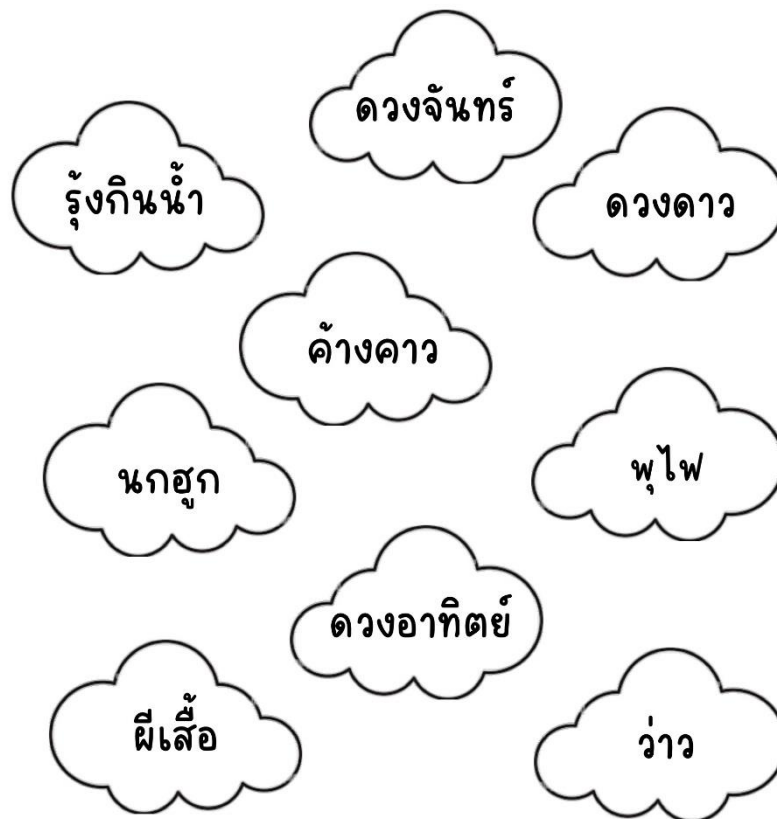 ดวงจันทร์
รุ้งกินน้ำ
ดวงดาว
ค้างคาว
นกฮูก
พุไฟ
ดวงอาทิตย์
ผีเสื้อ
ว่าว